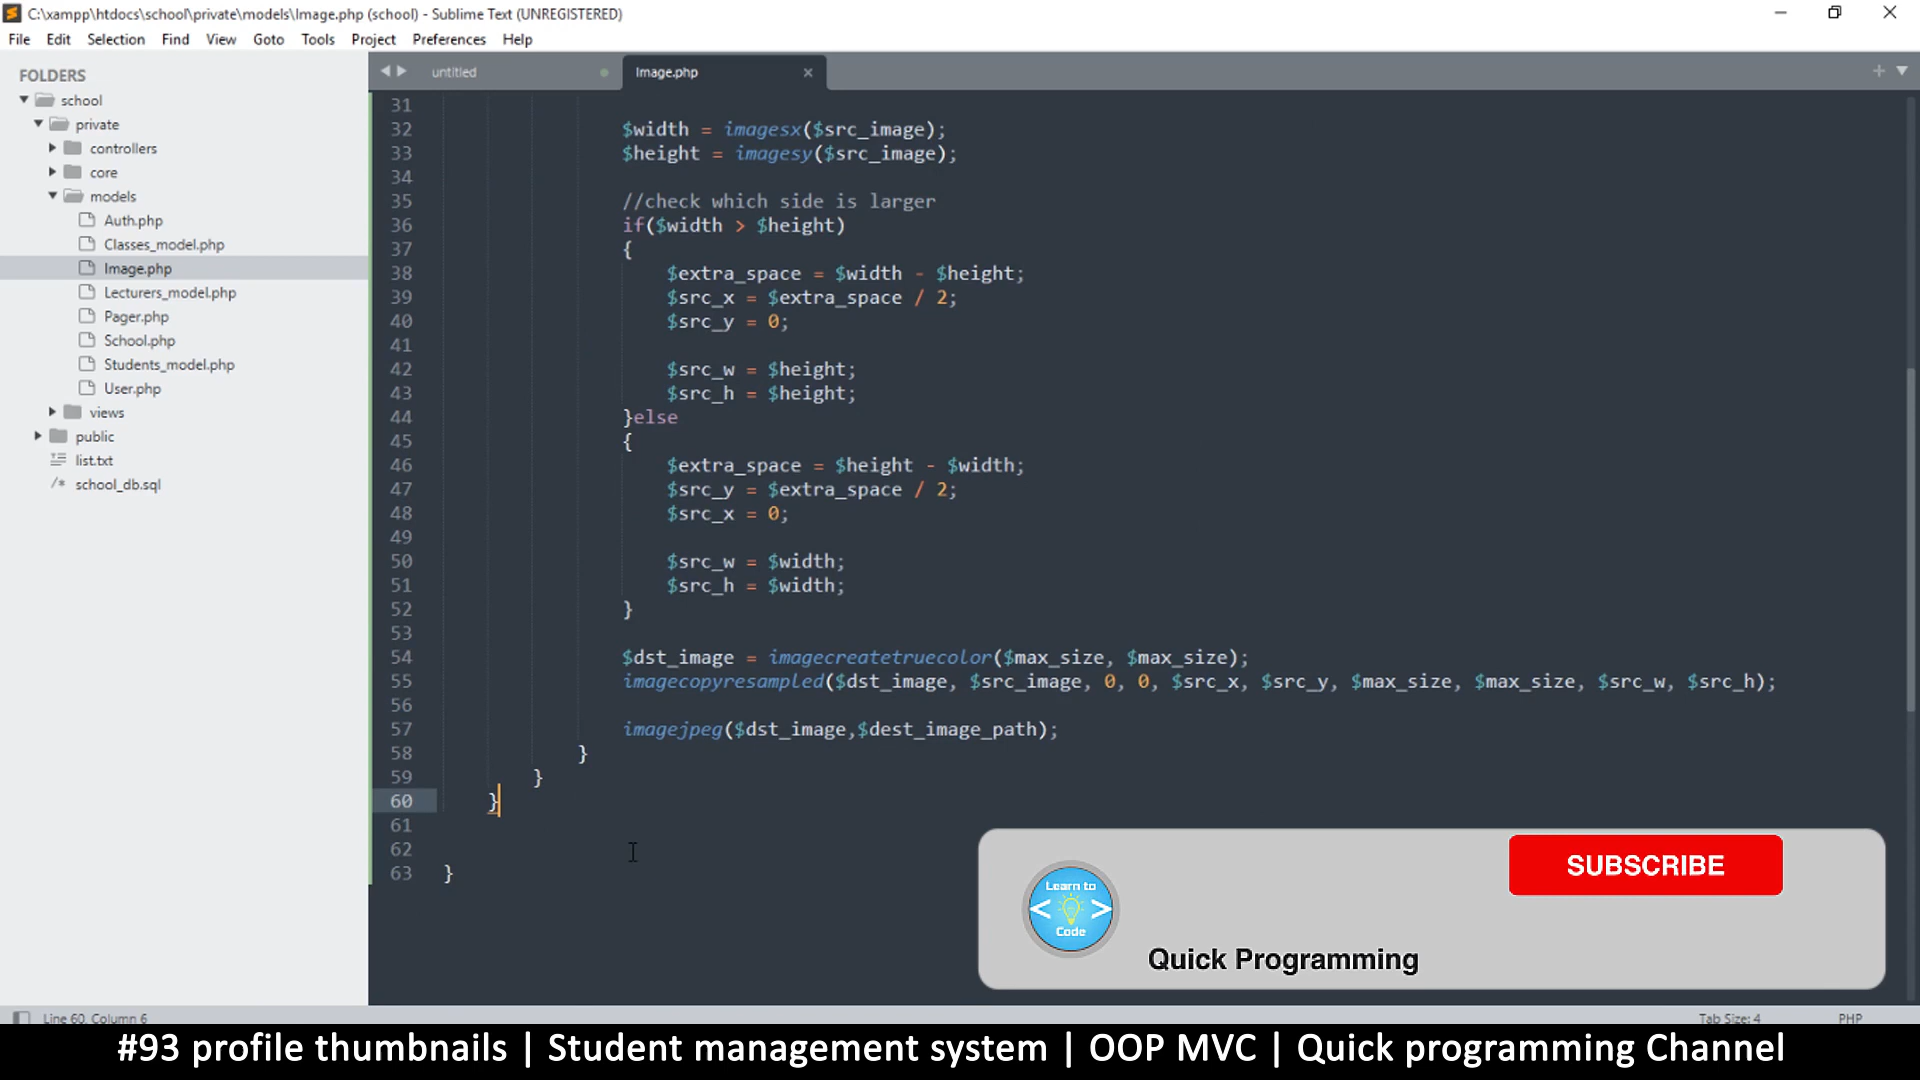 C:\xampp\htdocs\school\private\models\Image.php (school) - Sublime Text (UNREGISTERED)
File Edit Selection Find View Goto Tools Project Preferences Help
FOLDERS
school
private
controllers
core
models
Auth.php
Classes_model.php
Image.php
Lecturers_model.php
Pager.php
School.php
Students_model.php
User.php
views
public
list.txt
/* school_db.sql
untitled
Image.php
31
32 $width = imagesx($src_image);
33 $height = imagesy($src_image);
34
35 //check which side is larger
36 if($width > $height)
37 {
38 $extra_space = $width - $height;
39 $src_x = $extra_space / 2;
40 $src_y = 0;
41
42 $src_w = $height;
43 $src_h = $height;
44 }else
45 {
46 $extra_space = $height - $width;
47 $src_y = $extra_space / 2;
48 $src_x = 0;
49
50 $src_w = $width;
51 $src_h = $width;
52 }
53
54 $dst_image = imagecreatetruecolor($max_size, $max_size);
55 imagecopyresampled($dst_image, $src_image, 0, 0, $src_x, $src_y, $max_size, $max_size, $src_w, $src_h);
56
57 imagejpeg($dst_image,$dest_image_path);
58 }
59 }
60 }
61
62
63 }
Learn to
< >
Code
SUBSCRIBE
Quick Programming
Line 60, Column 6
Tab Size: 4
PHP
#93 profile thumbnails | Student management system | OOP MVC | Quick programming Channel